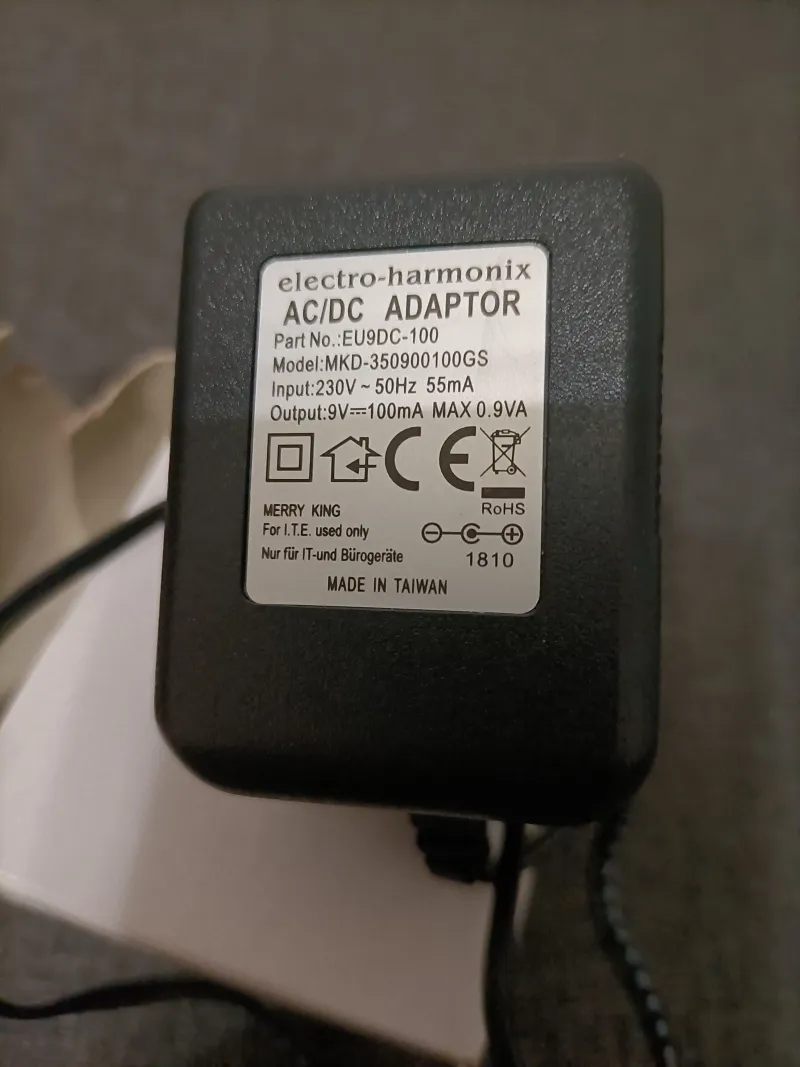 electro-harmonix
AC/DC ADAPTOR
Part No.:EU9DC-100
Model:MKD-350900100GS
Input:230V ~ 50Hz 55mA
Output:9V⎓100mA MAX 0.9VA
CE
RoHS
MERRY KING
For I.T.E. used only
Nur für IT-und Bürogeräte
1810
MADE IN TAIWAN